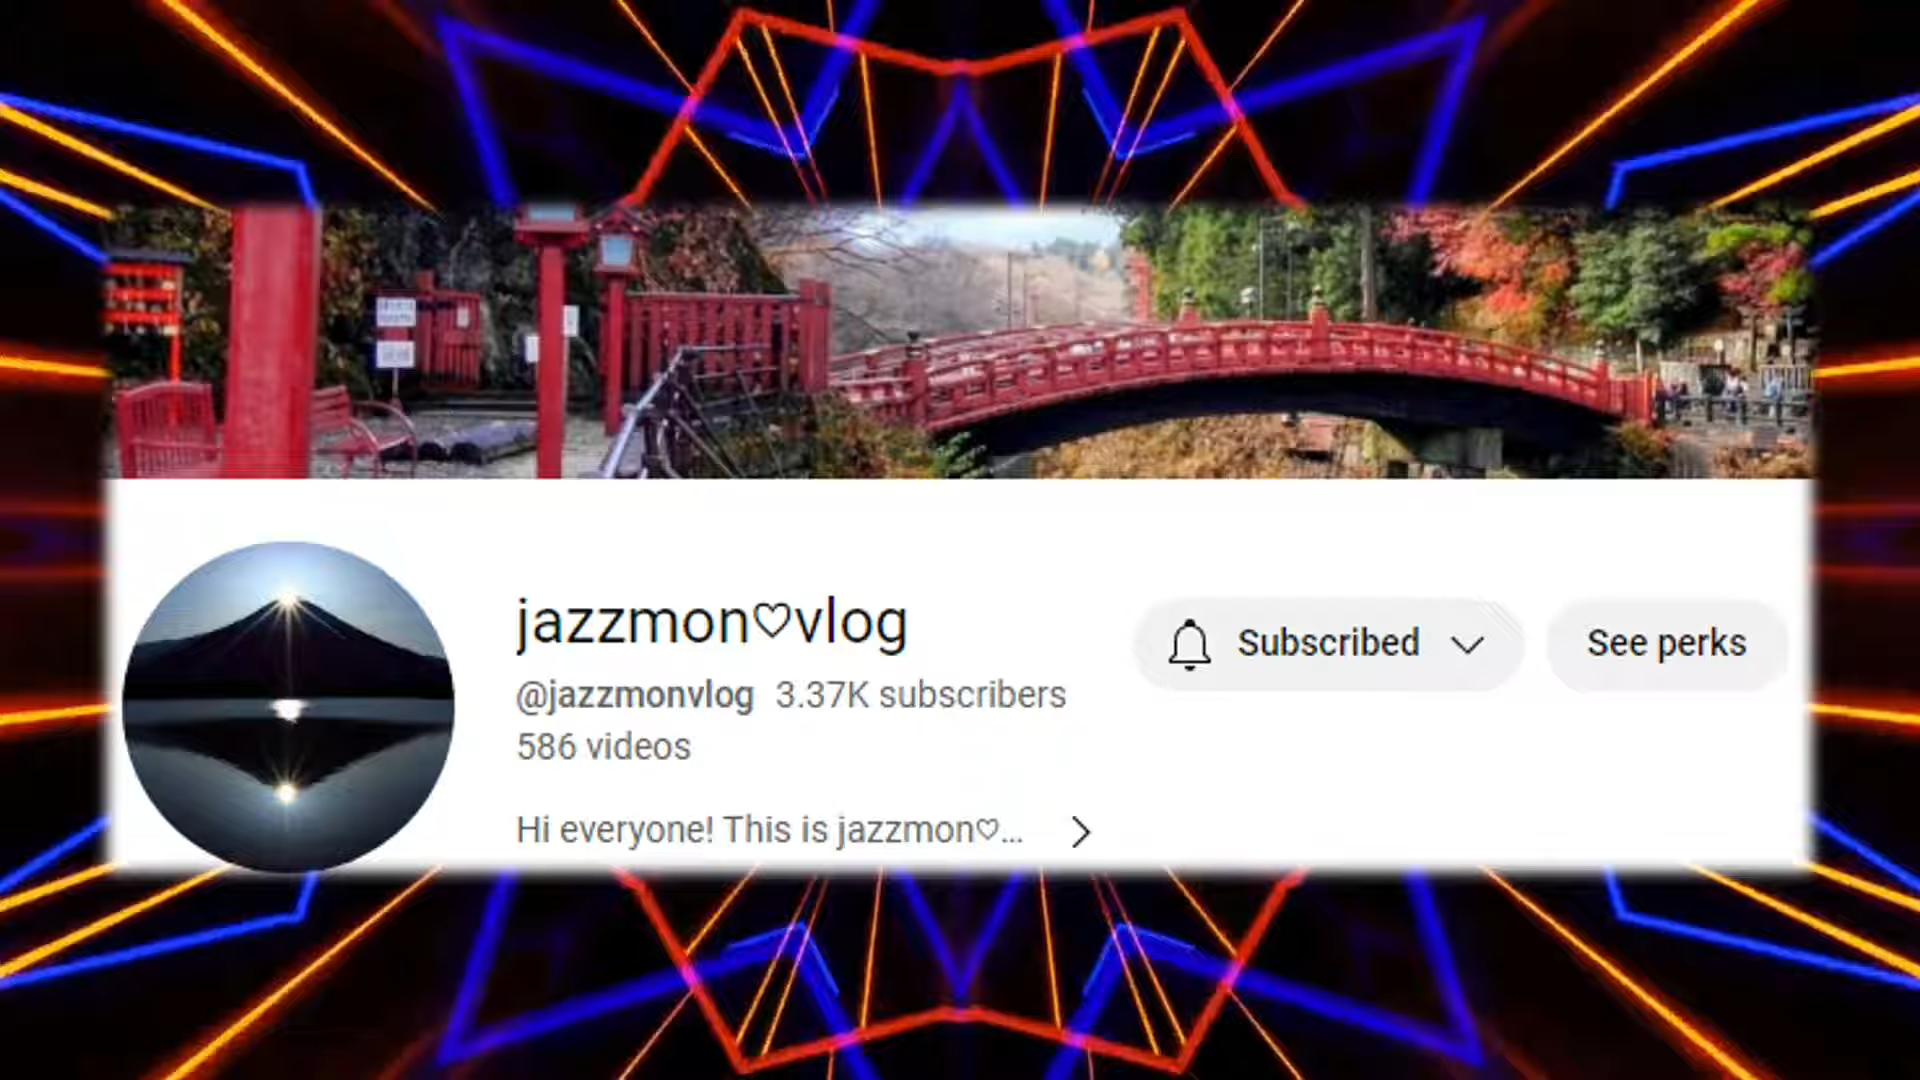 jazzmon♡vlog
Subscribed
See perks
@jazzmonvlog 3.37K subscribers
586 videos
Hi everyone! This is jazzmon♡...